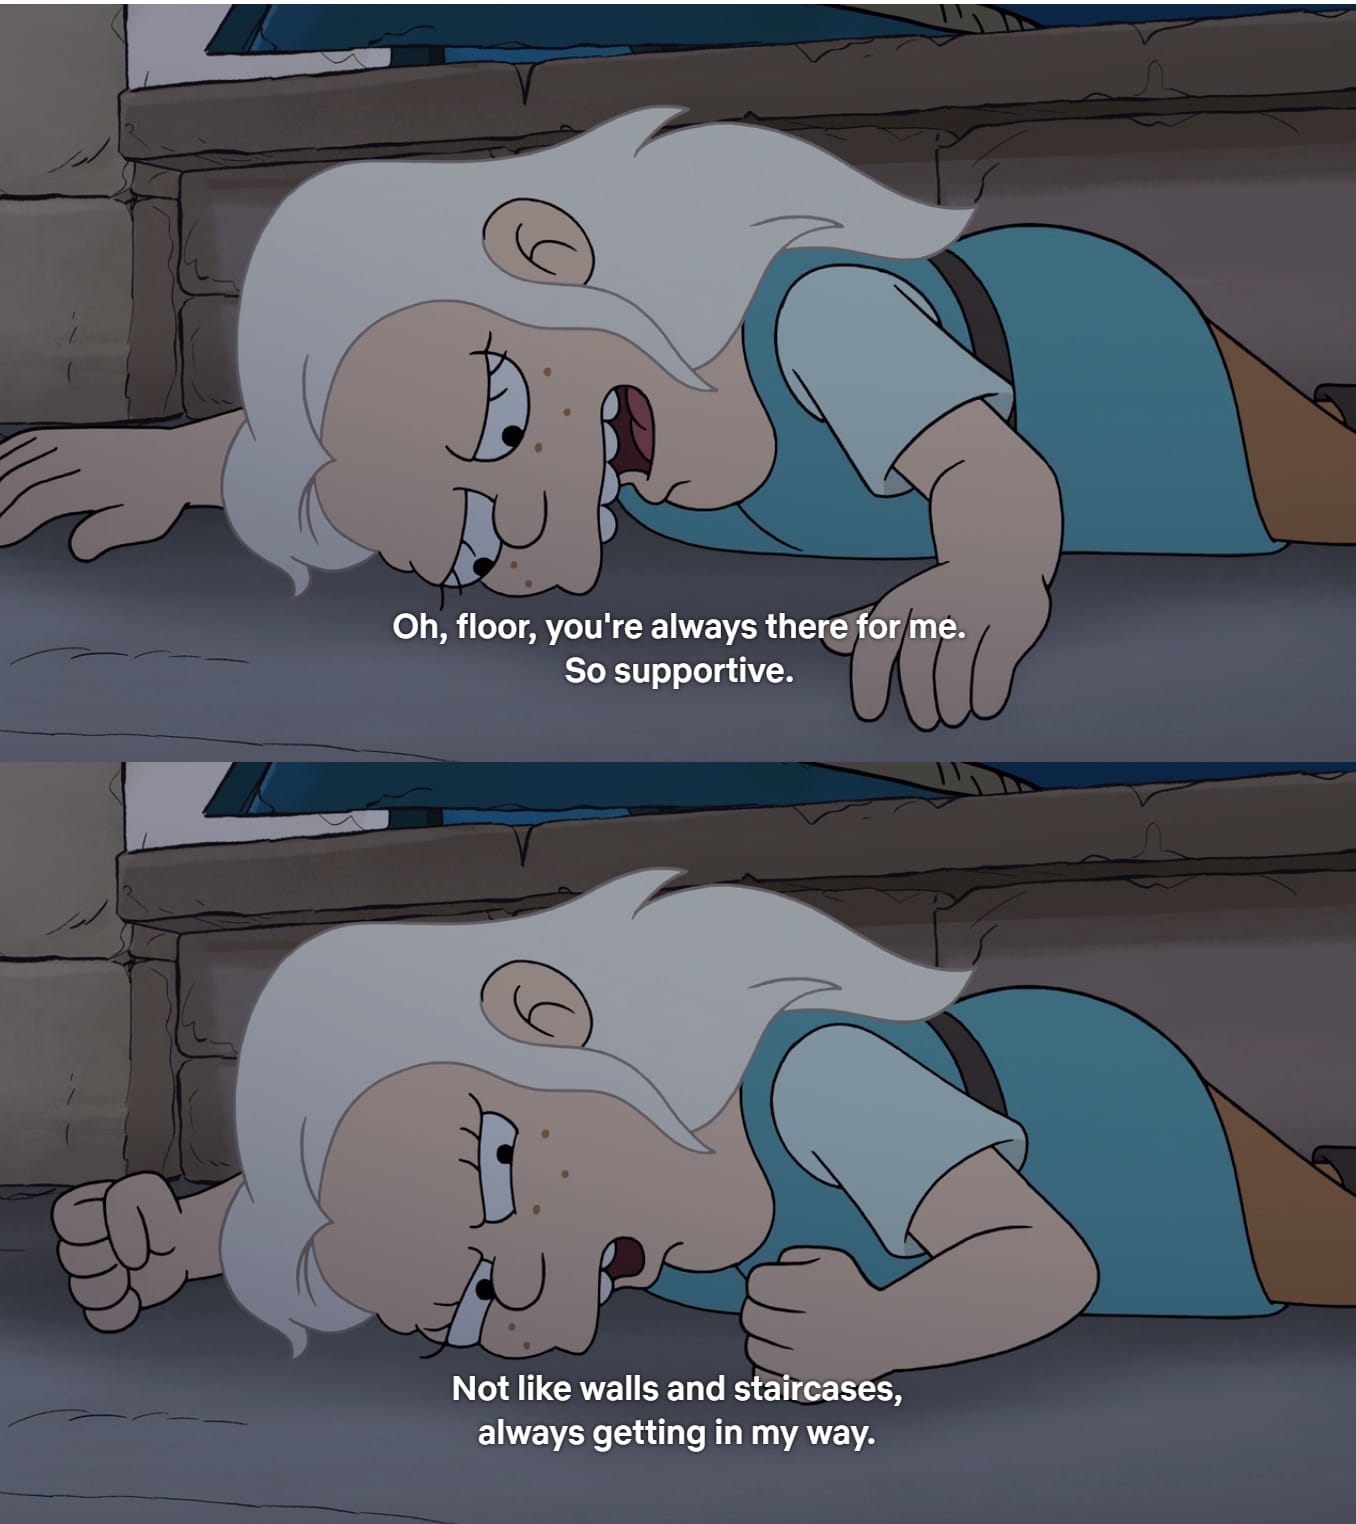 Oh, floor, you're always there for me.
So supportive.
Not like walls and staircases,
always getting in my way.